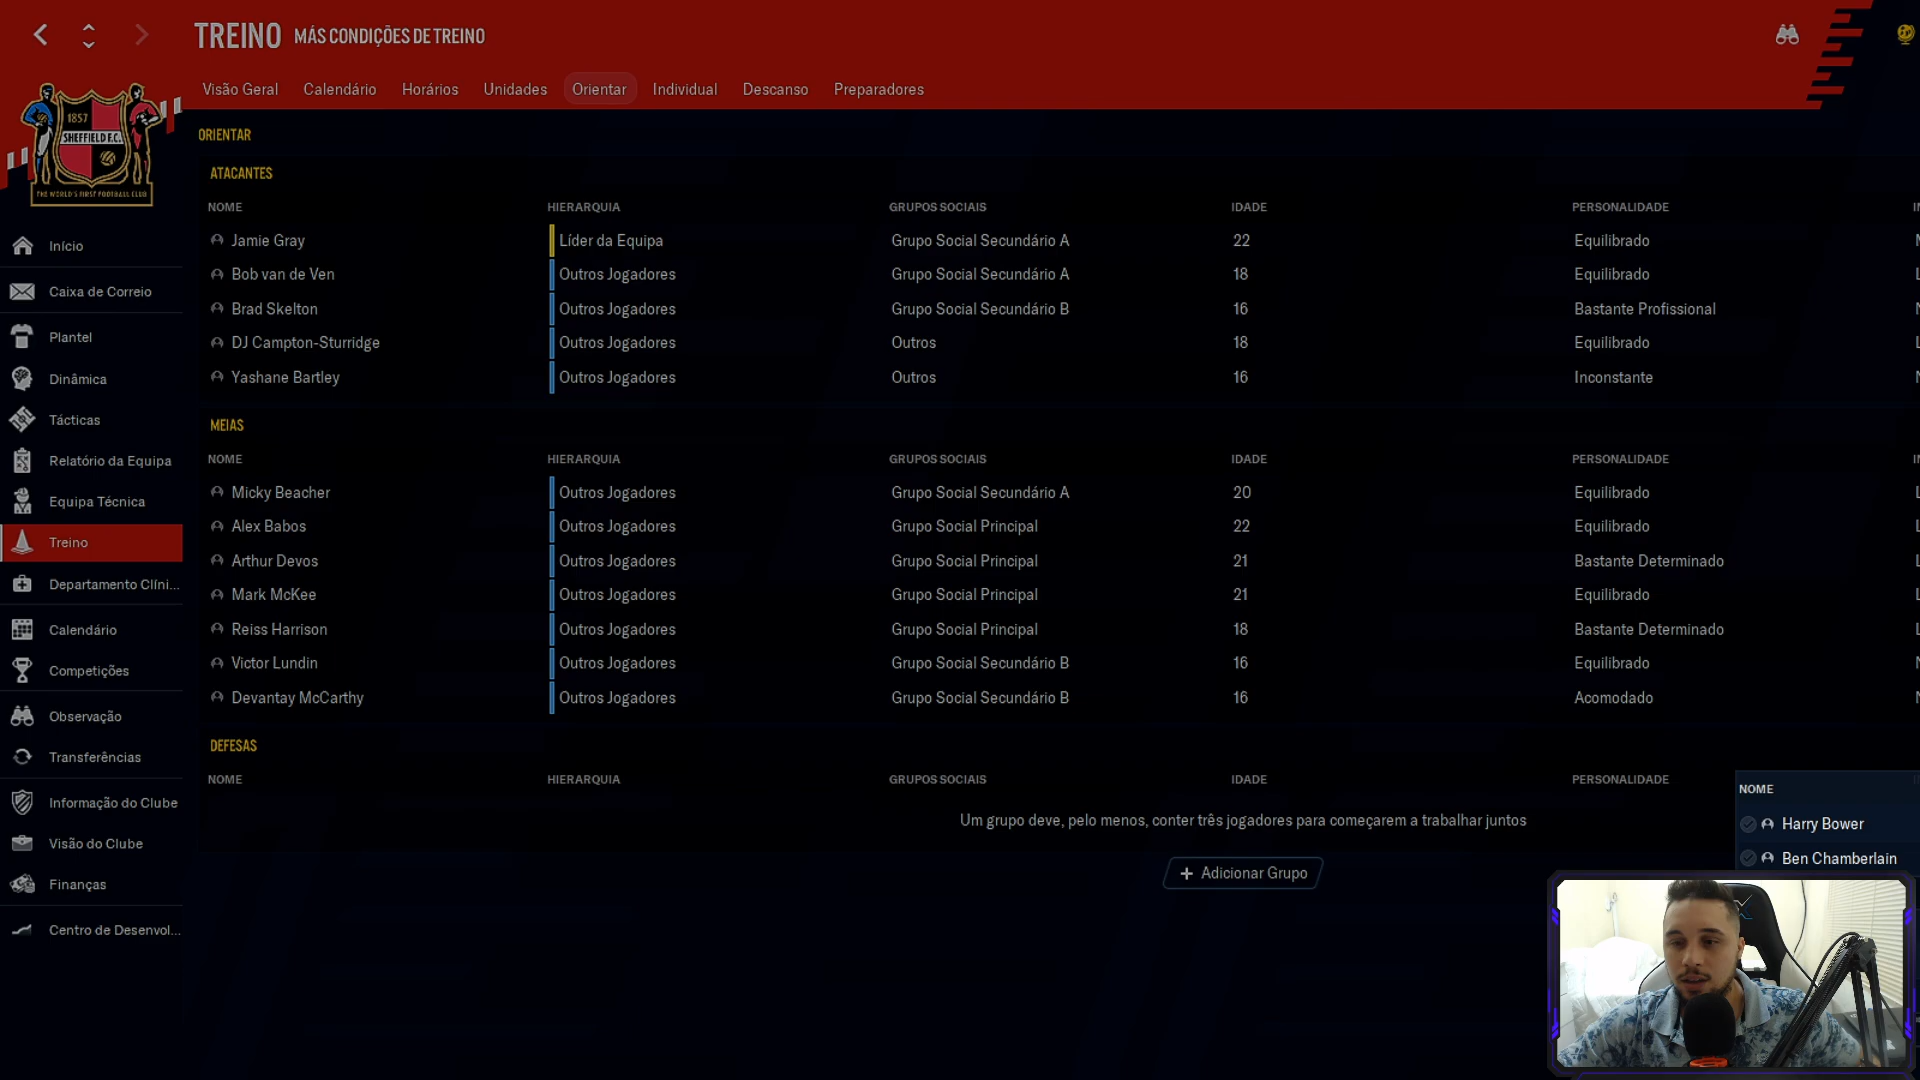 TREINO MÁS CONDIÇÕES DE TREINO
Visão Geral Calendário Horários Unidades Orientar Individual Descanso Preparadores
1857
SHEFFIELD F.C.
THE WORLD'S FIRST FOOTBALL CLUB
Início
Caixa de Correio
Plantel
Dinâmica
Tácticas
Relatório da Equipa
Equipa Técnica
Treino
Departamento Clíni...
Calendário
Competições
Observação
Transferências
Informação do Clube
Visão do Clube
Finanças
Centro de Desenvol...
ORIENTAR
ATACANTES
NOME HIERARQUIA GRUPOS SOCIAIS IDADE PERSONALIDADE
Jamie Gray Líder da Equipa Grupo Social Secundário A 22 Equilibrado
Bob van de Ven Outros Jogadores Grupo Social Secundário A 18 Equilibrado
Brad Skelton Outros Jogadores Grupo Social Secundário B 16 Bastante Profissional
DJ Campton-Sturridge Outros Jogadores Outros 18 Equilibrado
Yashane Bartley Outros Jogadores Outros 16 Inconstante
MEIAS
NOME HIERARQUIA GRUPOS SOCIAIS IDADE PERSONALIDADE
Micky Beacher Outros Jogadores Grupo Social Secundário A 20 Equilibrado
Alex Babos Outros Jogadores Grupo Social Principal 22 Equilibrado
Arthur Devos Outros Jogadores Grupo Social Principal 21 Bastante Determinado
Mark McKee Outros Jogadores Grupo Social Principal 21 Equilibrado
Reiss Harrison Outros Jogadores Grupo Social Principal 18 Bastante Determinado
Victor Lundin Outros Jogadores Grupo Social Secundário B 16 Equilibrado
Devantay McCarthy Outros Jogadores Grupo Social Secundário B 16 Acomodado
DEFESAS
NOME HIERARQUIA GRUPOS SOCIAIS IDADE PERSONALIDADE
Um grupo deve, pelo menos, conter três jogadores para começarem a trabalhar juntos
+ Adicionar Grupo
NOME
Harry Bower
Ben Chamberlain